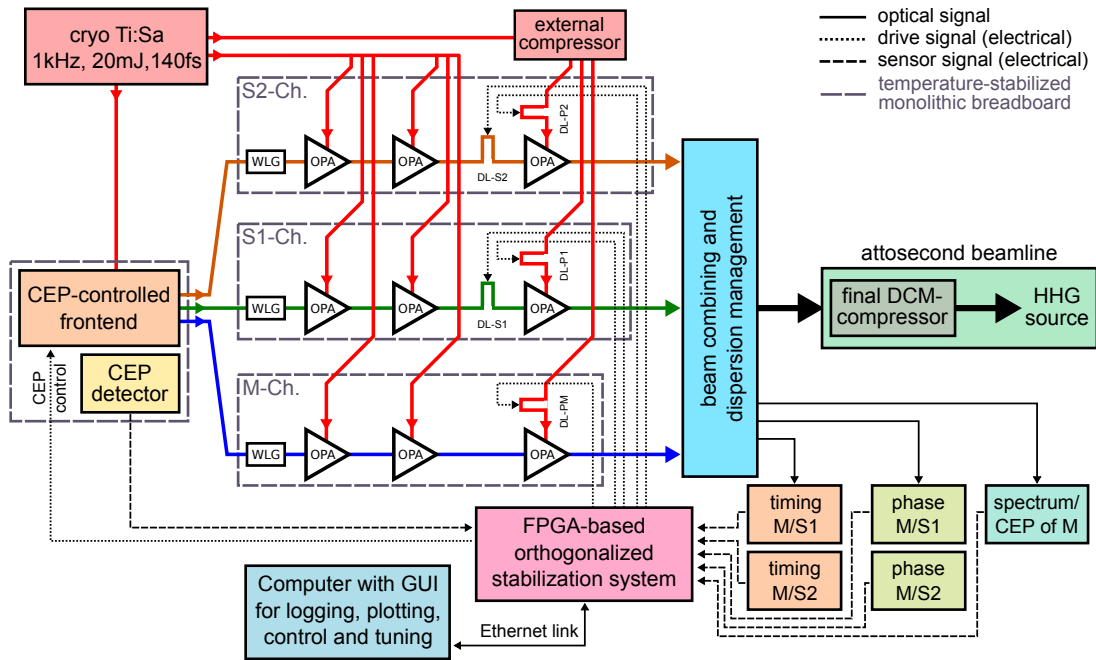 cryo Ti:Sa
1kHz, 20mJ,140fs
external
compressor
optical signal
drive signal (electrical)
sensor signal (electrical)
temperature-stabilized
monolithic breadboard
S2-Ch.
DL-P2
WLG
OPA
OPA
DL-S2
OPA
S1-Ch.
DL-P1
WLG
OPA
OPA
DL-S1
OPA
M-Ch.
DL-PM
WLG
OPA
OPA
OPA
CEP-controlled
frontend
CEP
detector
CEP
control
beam combining and
dispersion management
attosecond beamline
final DCM-
compressor
HHG
source
timing
M/S1
phase
M/S1
spectrum/
CEP of M
timing
M/S2
phase
M/S2
FPGA-based
orthogonalized
stabilization system
Computer with GUI
for logging, plotting,
control and tuning
Ethernet link